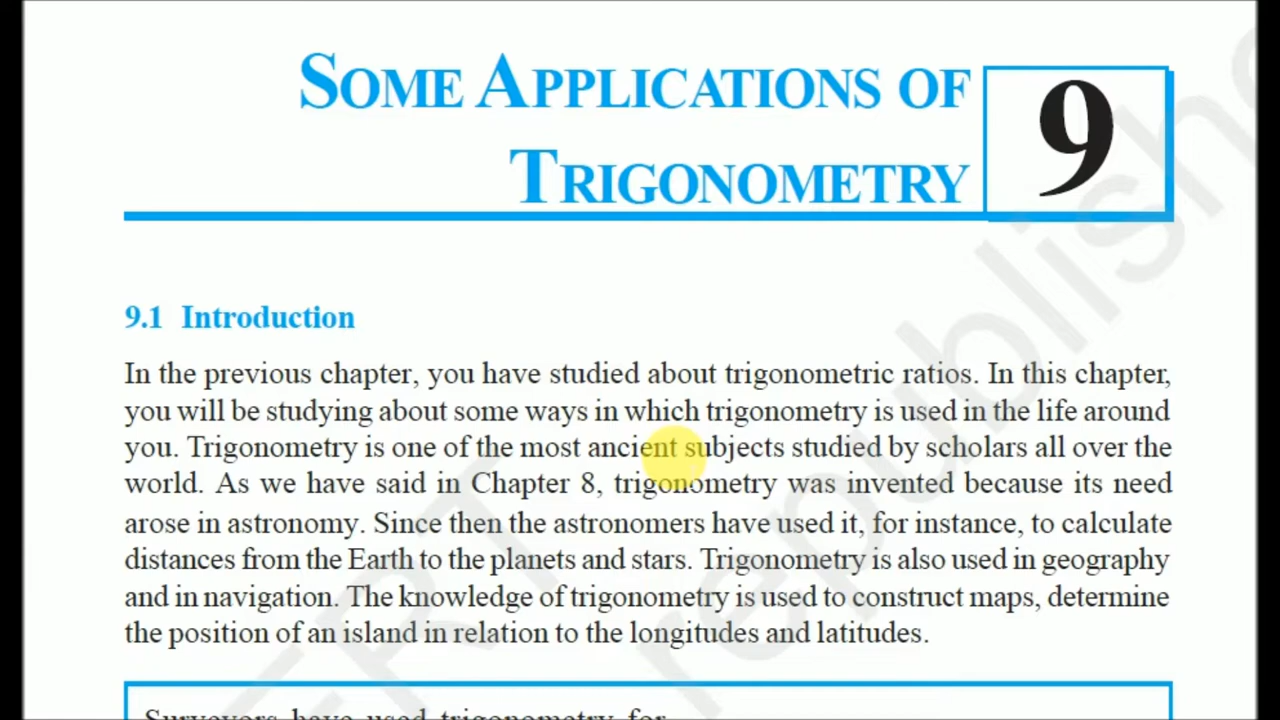 SOME APPLICATIONS OF
TRIGONOMETRY
9
9.1 Introduction
In the previous chapter, you have studied about trigonometric ratios. In this chapter,
you will be studying about some ways in which trigonometry is used in the life around
you. Trigonometry is one of the most ancient subjects studied by scholars all over the
world. As we have said in Chapter 8, trigonometry was invented because its need
arose in astronomy. Since then the astronomers have used it, for instance, to calculate
distances from the Earth to the planets and stars. Trigonometry is also used in geography
and in navigation. The knowledge of trigonometry is used to construct maps, determine
the position of an island in relation to the longitudes and latitudes.
Surveyors have used trigonometry for